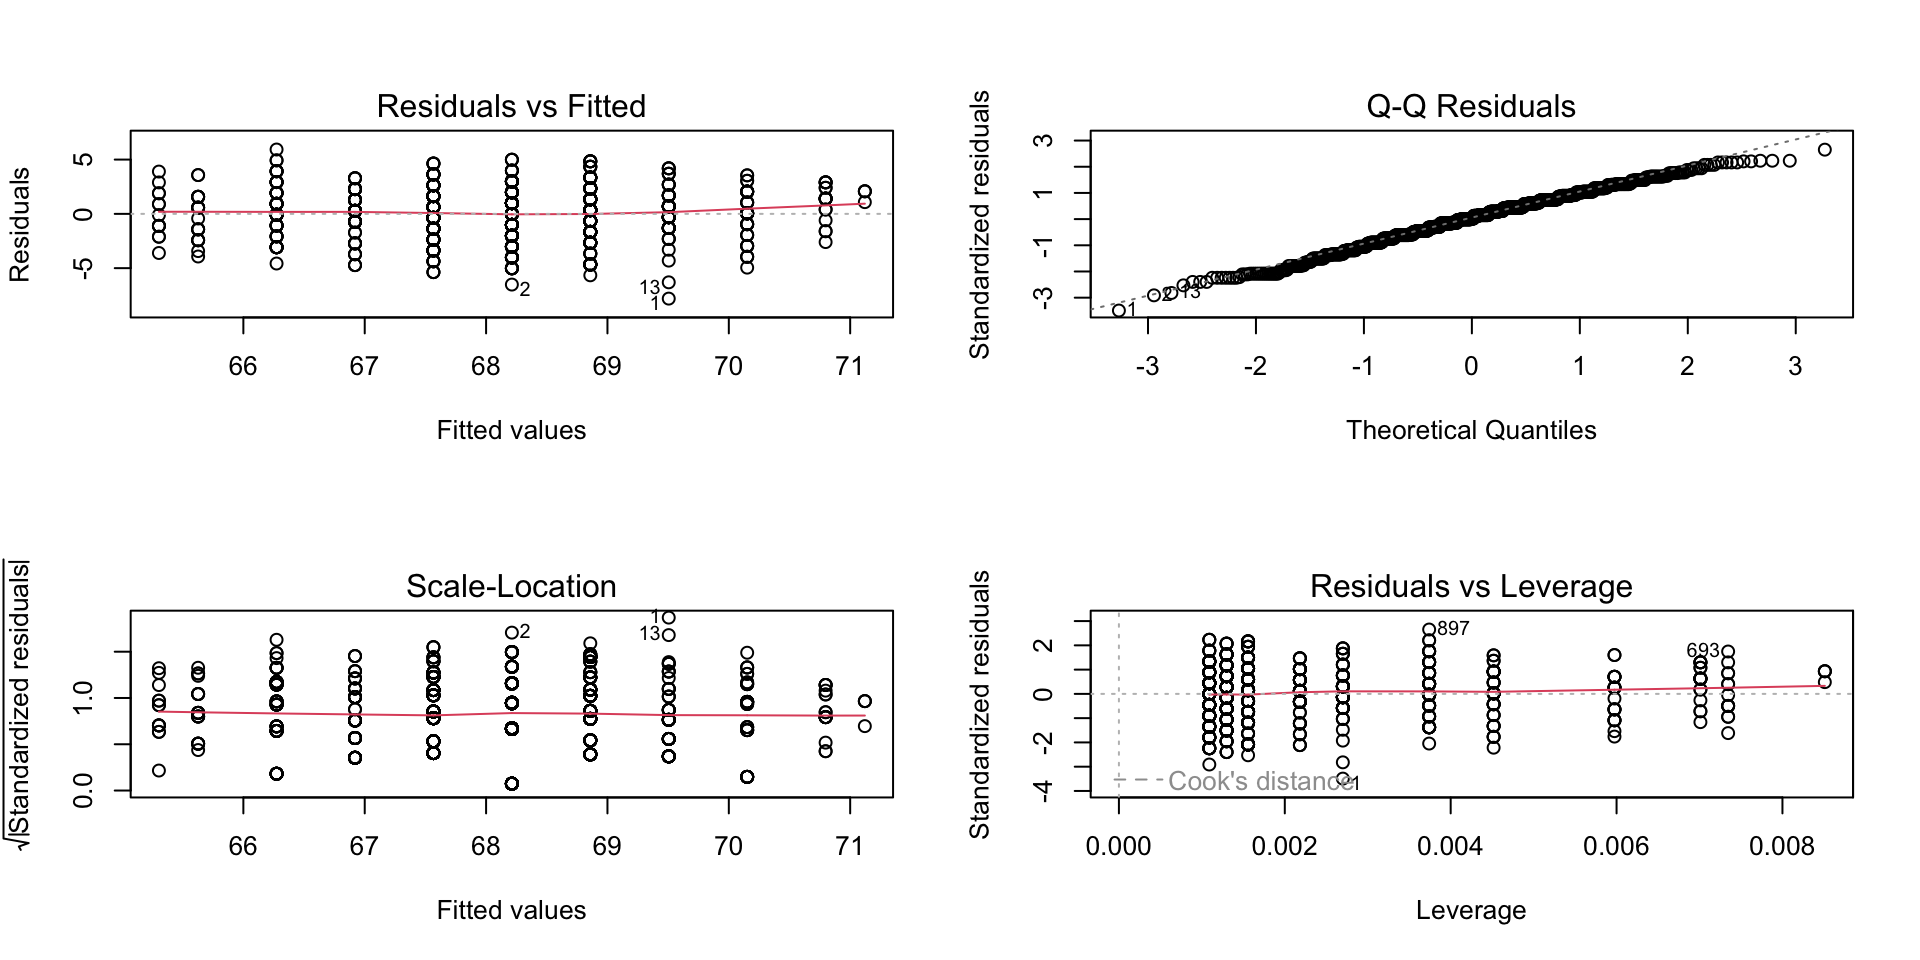 Residuals vs Fitted
Residuals
5
0
-5
2
13
1
66 67 68 69 70 71
Fitted values
Q-Q Residuals
Standardized residuals
3
1
-1
-3
1
2
13
-3 -2 -1 0 1 2 3
Theoretical Quantiles
Scale-Location
√|Standardized residuals|
1.0
0.0
1
13
2
66 67 68 69 70 71
Fitted values
Residuals vs Leverage
Standardized residuals
2
0
-2
-4
897
693
Cook's distance
1
0.000 0.002 0.004 0.006 0.008
Leverage